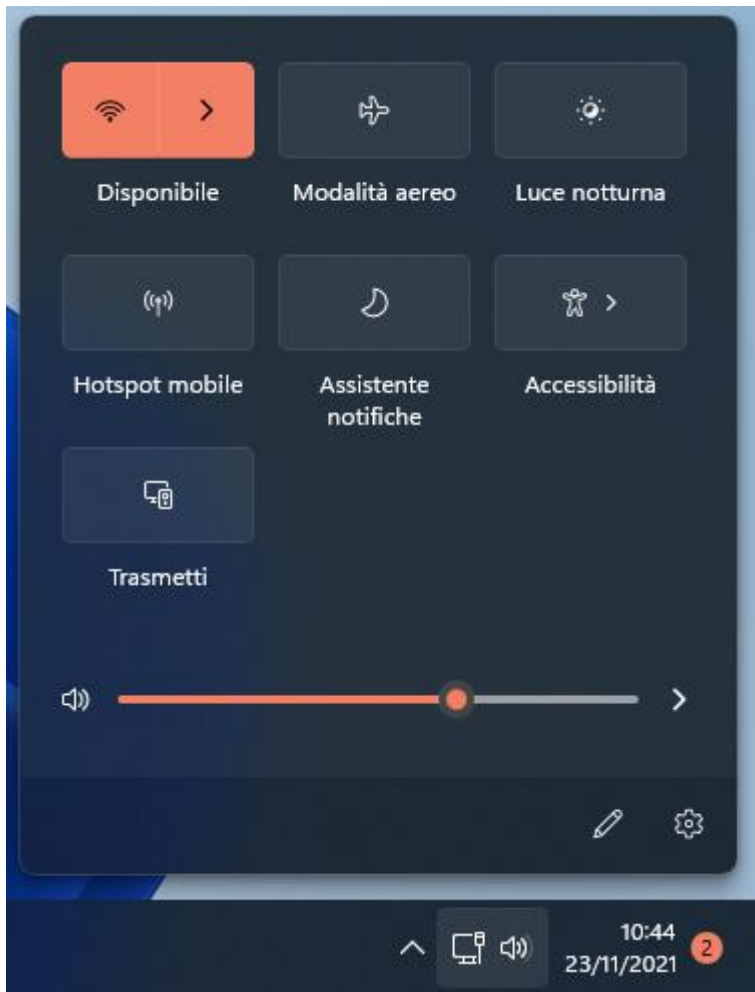 Disponibile
Modalità aereo
Luce notturna
Hotspot mobile
Assistente
notifiche
Accessibilità
Trasmetti
10:44
23/11/2021
2